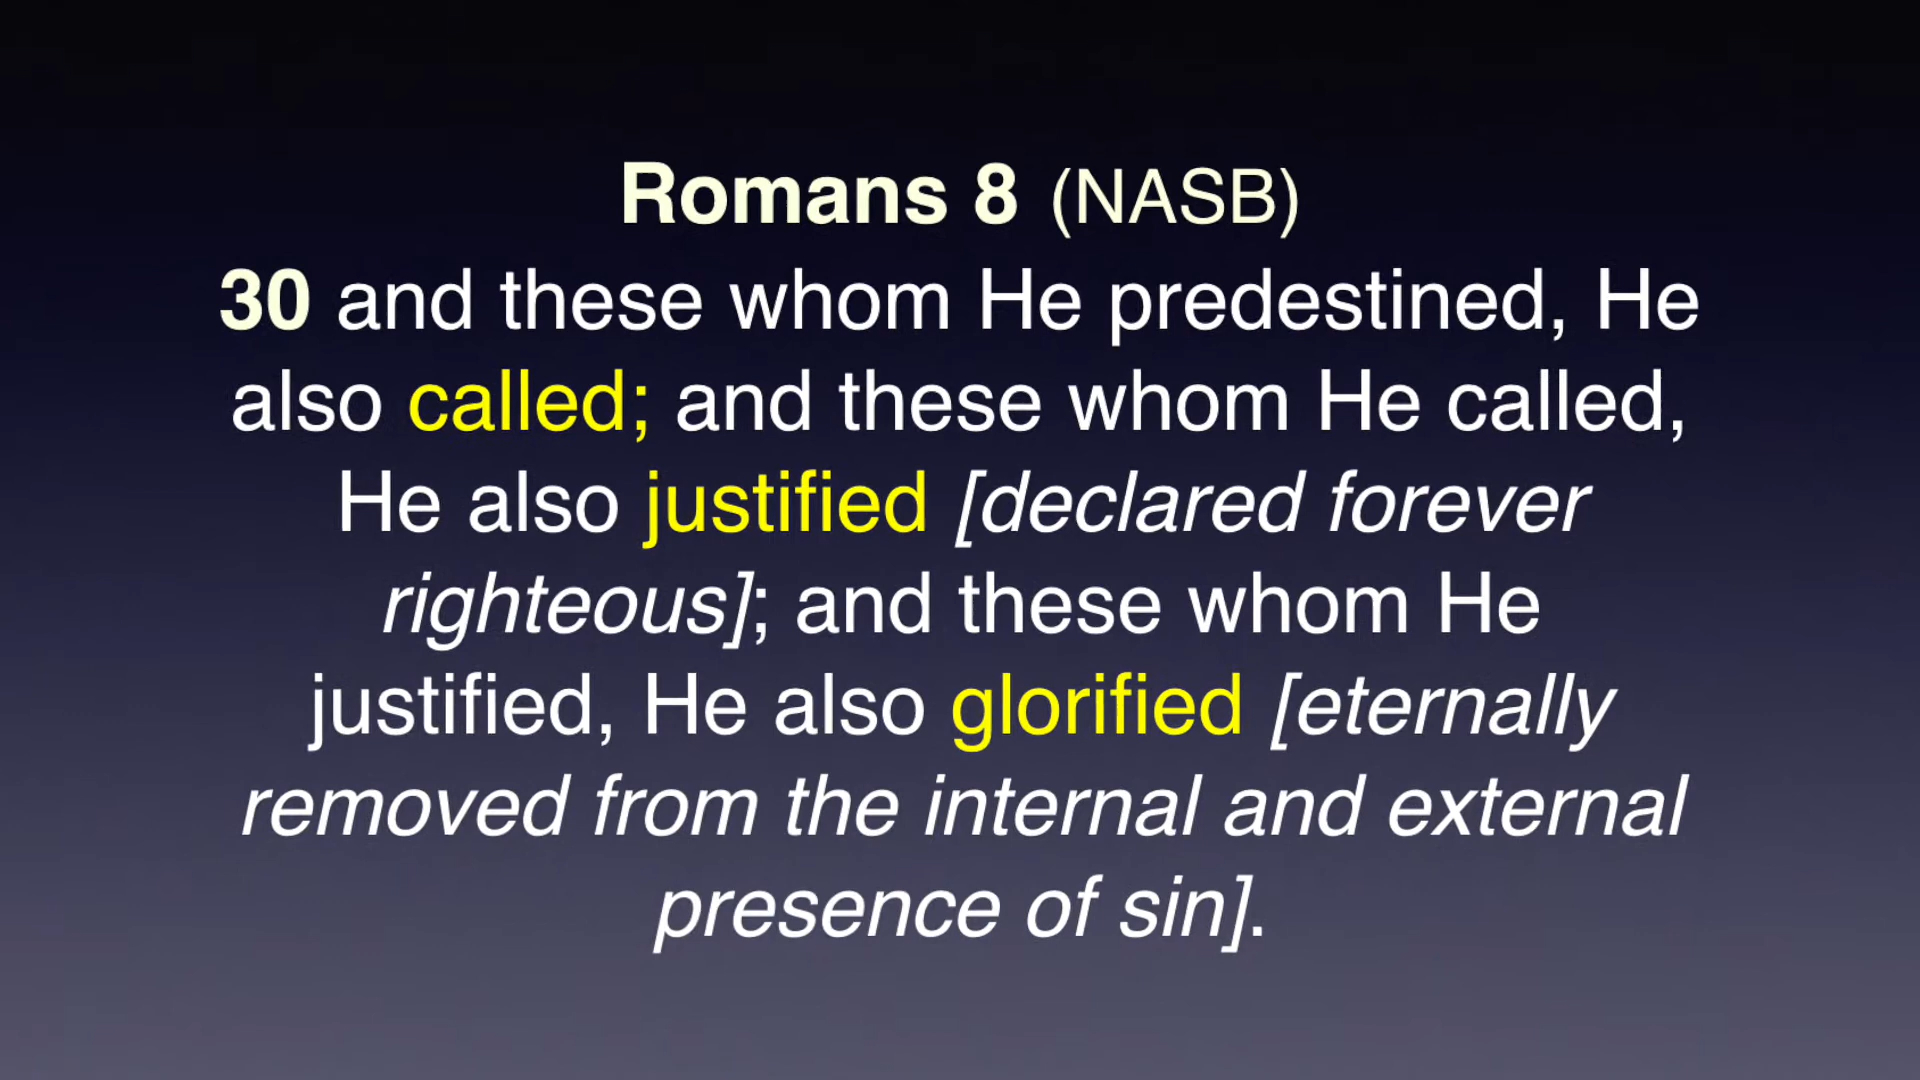 Romans 8 (NASB)
30 and these whom He predestined, He
also called; and these whom He called,
He also justified [declared forever
righteous]; and these whom He
justified, He also glorified [eternally
removed from the internal and external
presence of sin].